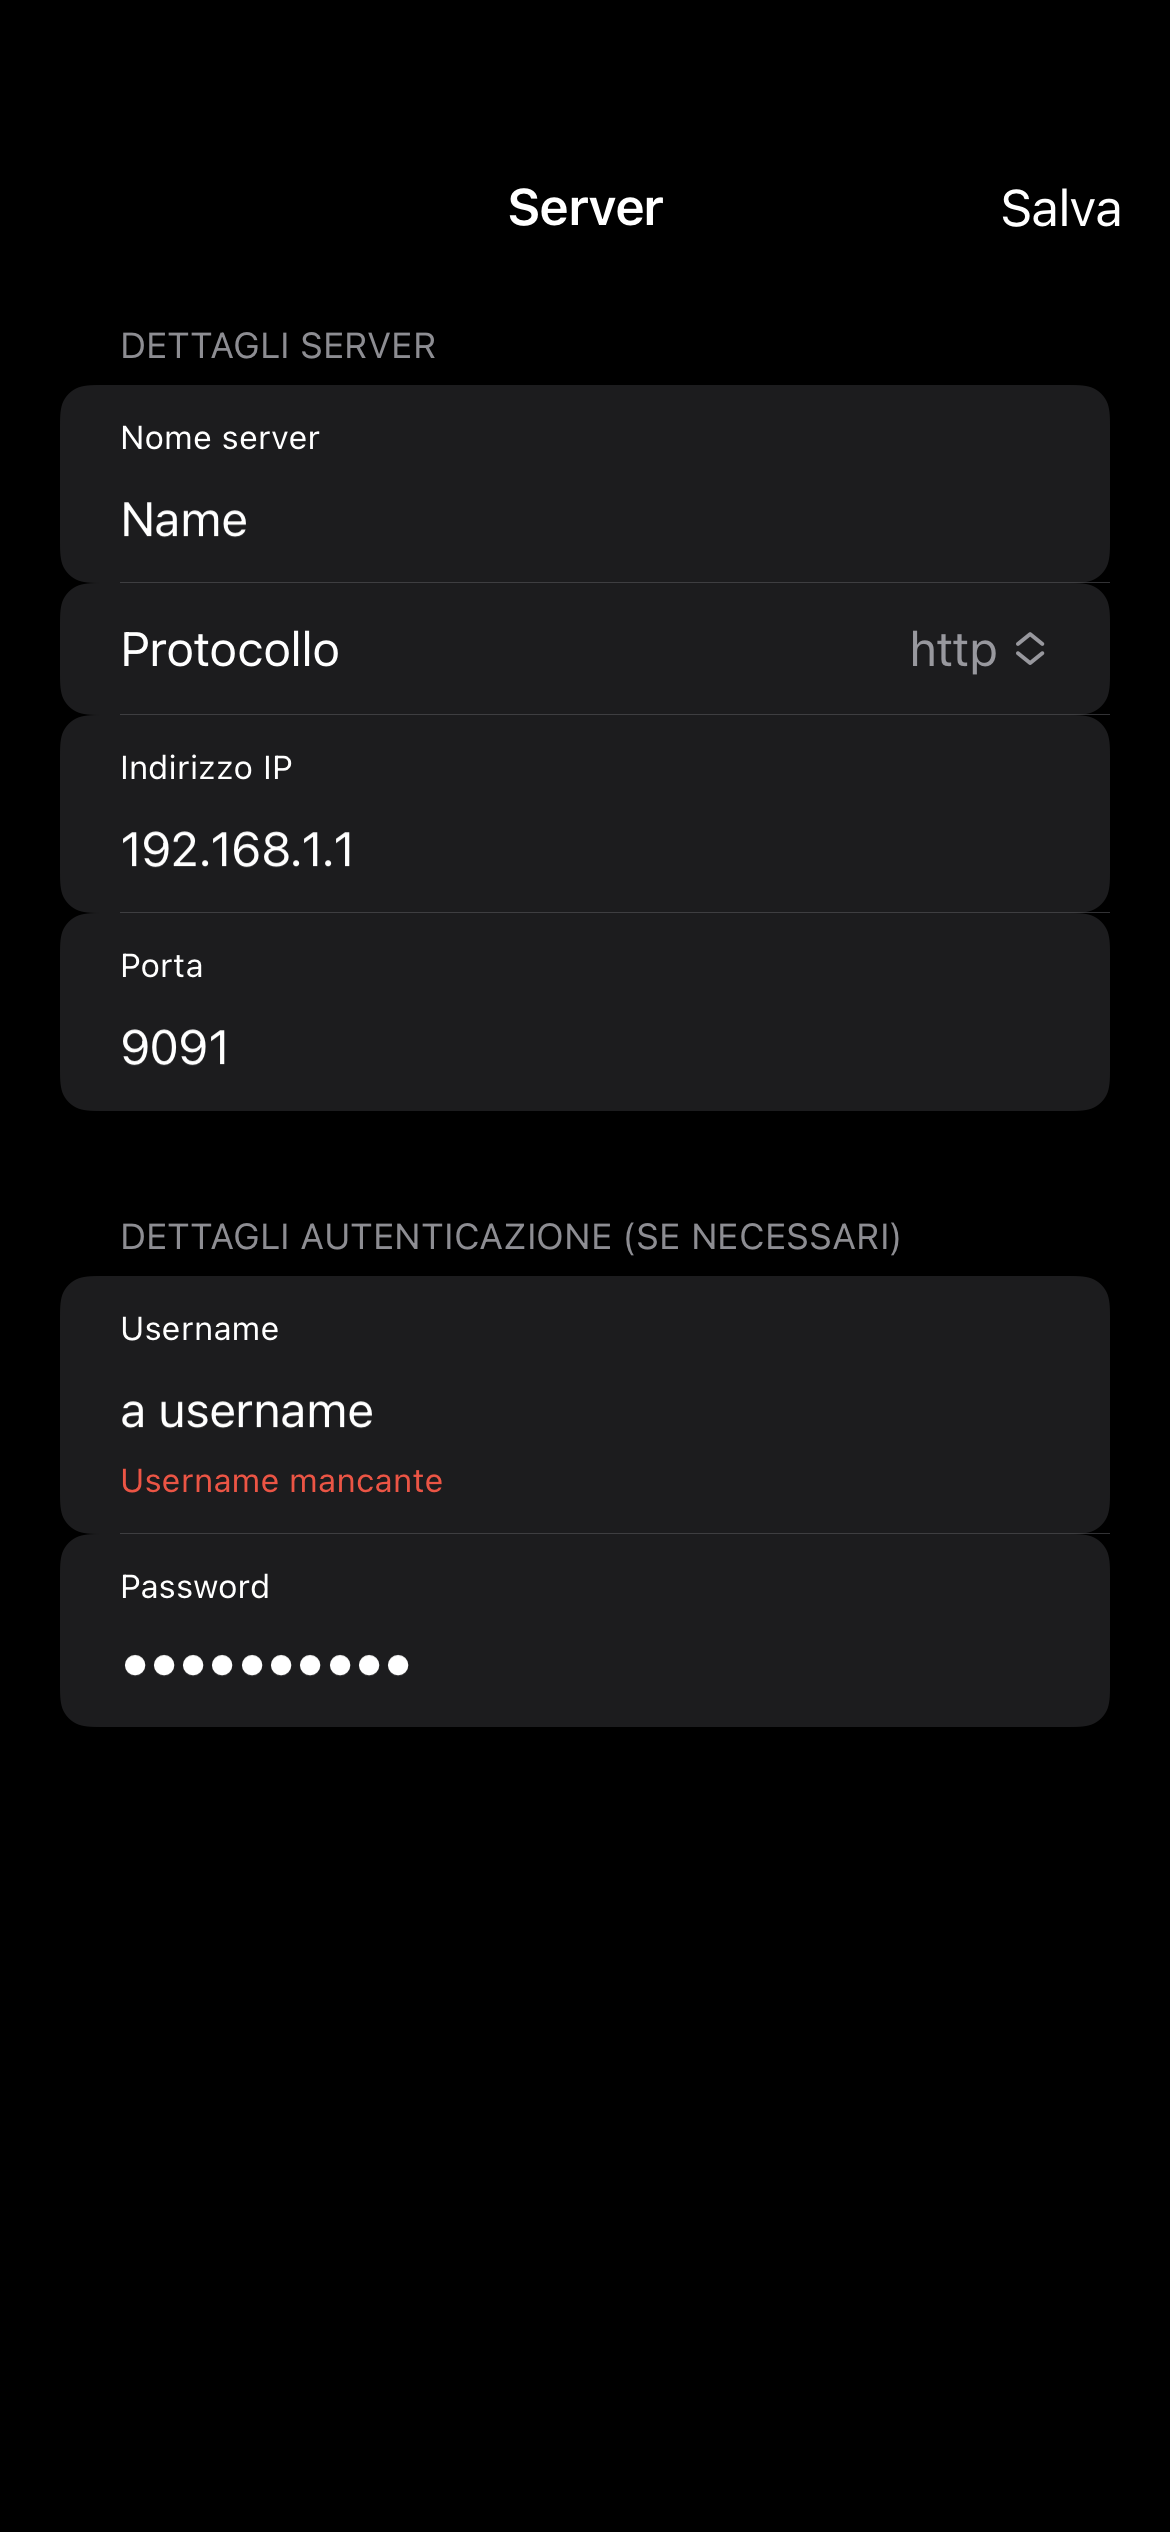 Server
Salva
DETTAGLI SERVER
Nome server
Name
Protocollo
http
Indirizzo IP
192.168.1.1
Porta
9091
DETTAGLI AUTENTICAZIONE (SE NECESSARI)
Username
a username
Username mancante
Password
●●●●●●●●●●